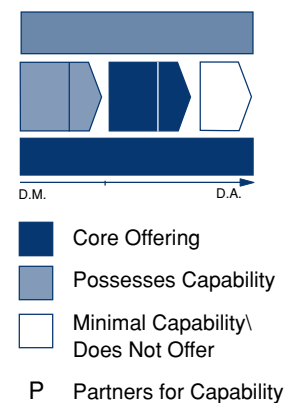 D.M. D.A.
Core Offering
Possesses Capability
Minimal Capability\
Does Not Offer
P Partners for Capability